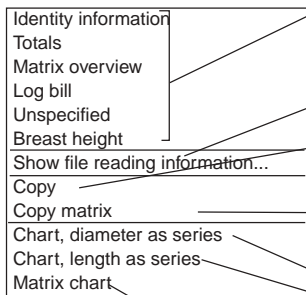 Identity information
Totals
Matrix overview
Log bill
Unspecified
Breast height
Show file reading information...
Copy
Copy matrix
Chart, diameter as series
Chart, length as series
Matrix chart